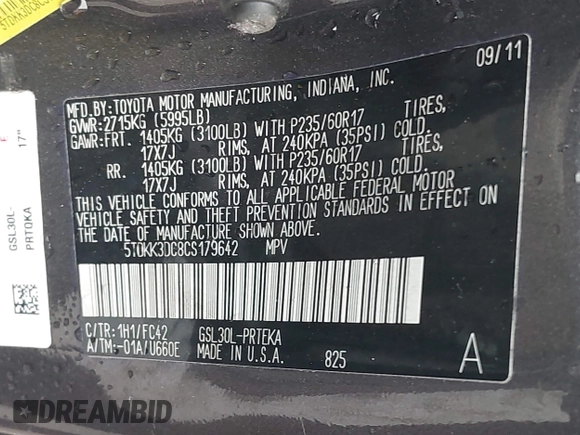 5TDKK3DC8CS
GSL30L-
PRTQKA
17"
09/11
MFD.BY:TOYOTA MOTOR MANUFACTURING, INDIANA, INC.
GVWR:2715KG (5995LB)
GAWR:FRT. 1405KG (3100LB) WITH P235/60R17 TIRES,
17X7J RIMS, AT 240KPA (35PSI) COLD.
RR. 1405KG (3100LB) WITH P235/60R17 TIRES,
17X7J RIMS, AT 240KPA (35PSI) COLD.
THIS VEHICLE CONFORMS TO ALL APPLICABLE FEDERAL MOTOR
VEHICLE SAFETY AND THEFT PREVENTION STANDARDS IN EFFECT
ON THE DATE OF MANUFACTURE SHOWN ABOVE.
5TDKK3DC8CS179642 MPV
C/TR:1H1/FC42 GSL30L-PRTEKA
A/TM:-01A/U660E MADE IN U.S.A. 825
A
DREAMBID